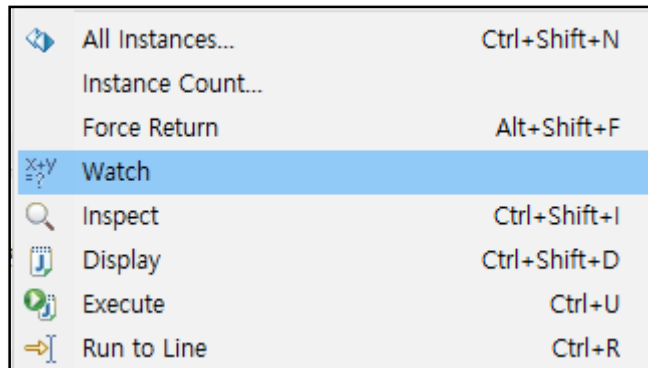 All Instances... Ctrl+Shift+N
Instance Count...
Force Return Alt+Shift+F
x+y
=? Watch
Inspect Ctrl+Shift+I
Display Ctrl+Shift+D
Execute Ctrl+U
Run to Line Ctrl+R